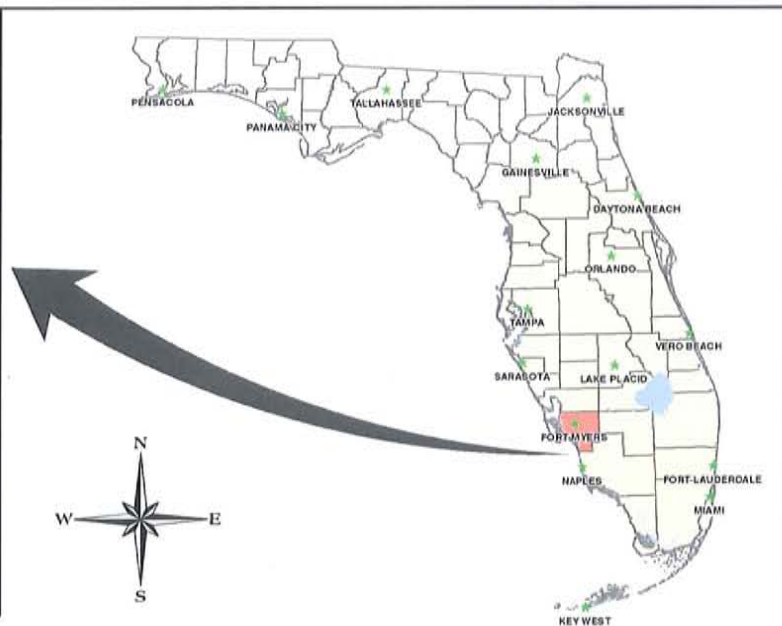 PENSACOLA
PANAMA CITY
TALLAHASSEE
JACKSONVILLE
GAINESVILLE
DAYTONA BEACH
ORLANDO
TAMPA
VERO BEACH
SARASOTA
LAKE PLACID
FORT-MYERS
NAPLES
FORT-LAUDERDALE
MIAMI
KEY WEST
N
W
E
S